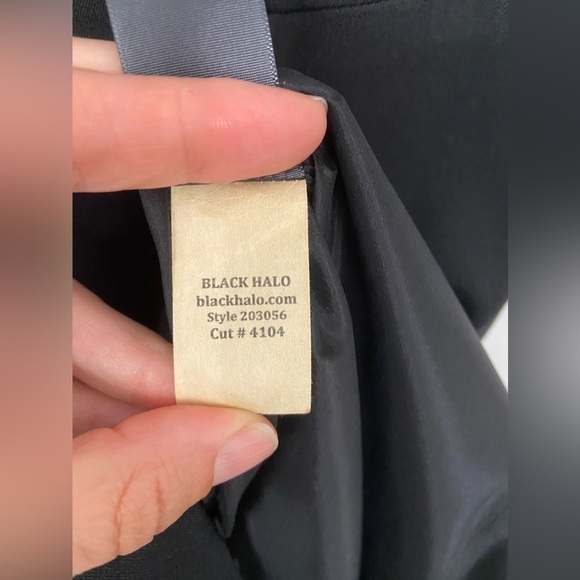 BLACK HALO
blackhalo.com
Style 203056
Cut # 4104